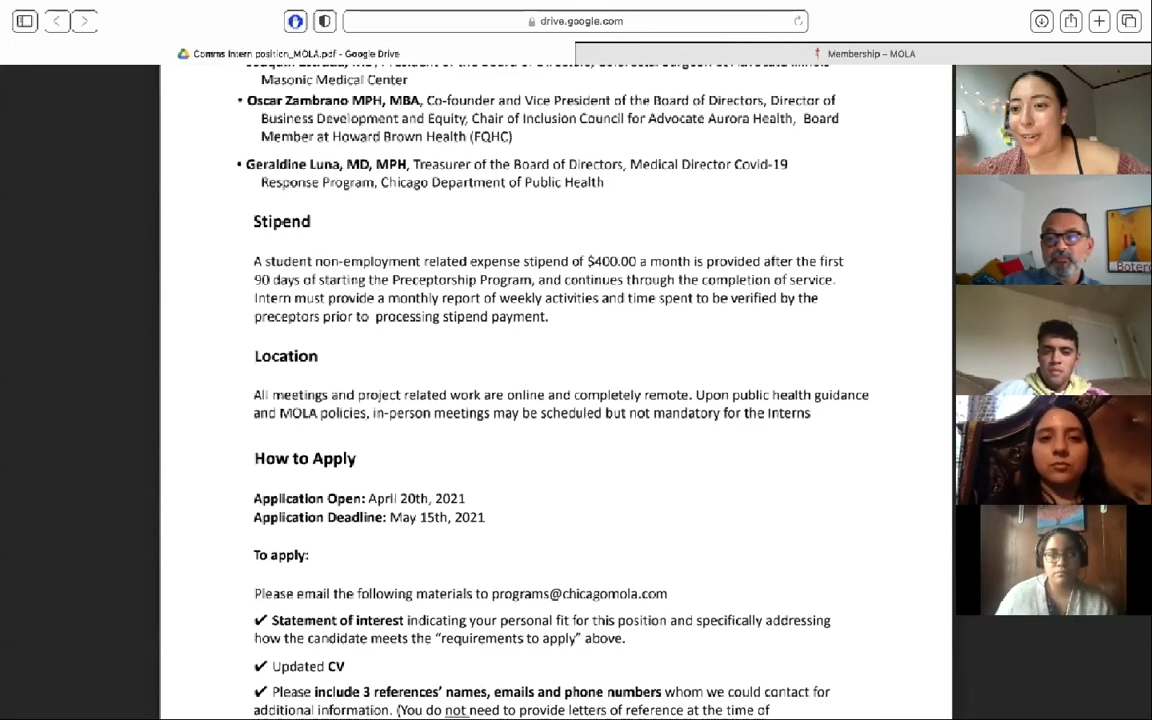 drive.google.com
Comms Intern position_MOLA.pdf - Google Drive
Membership – MOLA
Masonic Medical Center
• Oscar Zambrano MPH, MBA, Co-founder and Vice President of the Board of Directors, Director of
Business Development and Equity, Chair of Inclusion Council for Advocate Aurora Health, Board
Member at Howard Brown Health (FQHC)
• Geraldine Luna, MD, MPH, Treasurer of the Board of Directors, Medical Director Covid-19
Response Program, Chicago Department of Public Health
Stipend
A student non-employment related expense stipend of $400.00 a month is provided after the first
90 days of starting the Preceptorship Program, and continues through the completion of service.
Intern must provide a monthly report of weekly activities and time spent to be verified by the
preceptors prior to processing stipend payment.
Location
All meetings and project related work are online and completely remote. Upon public health guidance
and MOLA policies, in-person meetings may be scheduled but not mandatory for the Interns
How to Apply
Application Open: April 20th, 2021
Application Deadline: May 15th, 2021
To apply:
Please email the following materials to programs@chicagomola.com
✔ Statement of interest indicating your personal fit for this position and specifically addressing
how the candidate meets the “requirements to apply” above.
✔ Updated CV
✔ Please include 3 references’ names, emails and phone numbers whom we could contact for
additional information. (You do not need to provide letters of reference at the time of
Botero